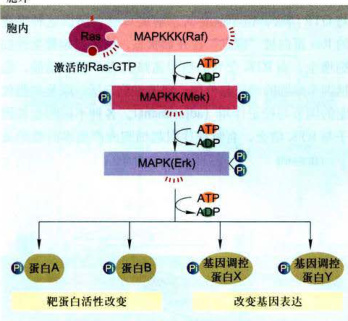 胞内
Ras
MAPKKK(Raf)
激活的Ras-GTP
ATP
ADP
Pi
MAPKK(Mek)
Pi
ATP
ADP
MAPK(Erk)
Pi
Pi
ATP
ADP
Pi 蛋白A
Pi 蛋白B
Pi 基因调控
蛋白X
Pi 基因调控
蛋白Y
靶蛋白活性改变
改变基因表达